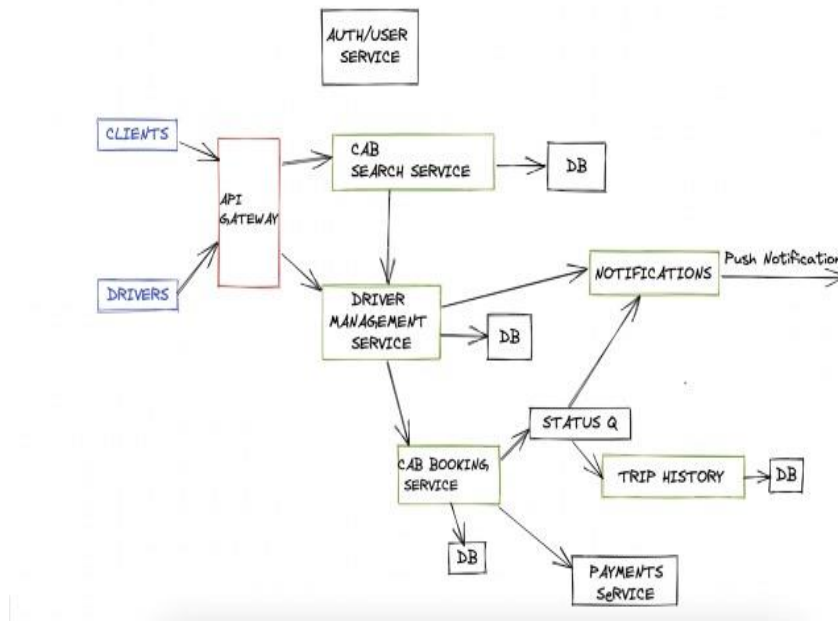 AUTH/USER
SERVICE
CLIENTS
CAB
SEARCH SERVICE
DB
API
GATEWAY
DRIVERS
DRIVER
MANAGEMENT
SERVICE
DB
NOTIFICATIONS
Push Notification
STATUS Q
CAB BOOKING
SERVICE
TRIP HISTORY
DB
DB
PAYMENTS
SeRVICE